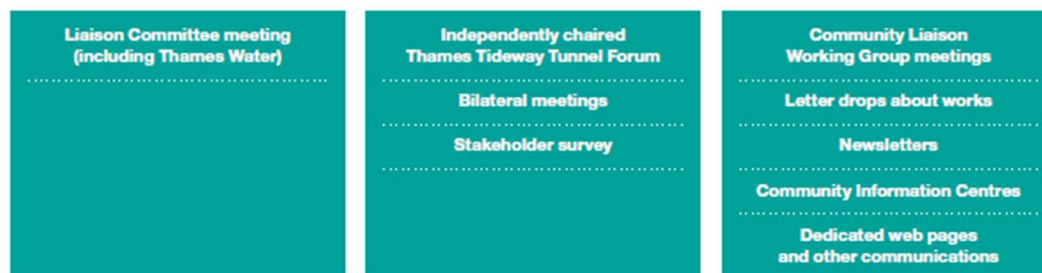 Liaison Committee meeting
(including Thames Water)
Independently chaired
Thames Tideway Tunnel Forum
Bilateral meetings
Stakeholder survey
Community Liaison
Working Group meetings
Letter drops about works
Newsletters
Community Information Centres
Dedicated web pages
and other communications